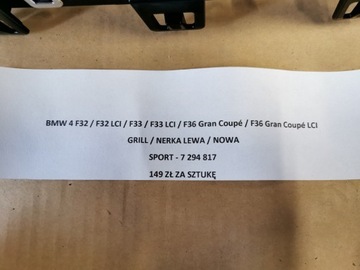 BMW 4 F32 / F32 LCI / F33 / F33 LCI / F36 Gran Coupé / F36 Gran Coupé LCI
GRILL / NERKA LEWA / NOWA
SPORT - 7 294 817
149 ZŁ ZA SZTUKĘ